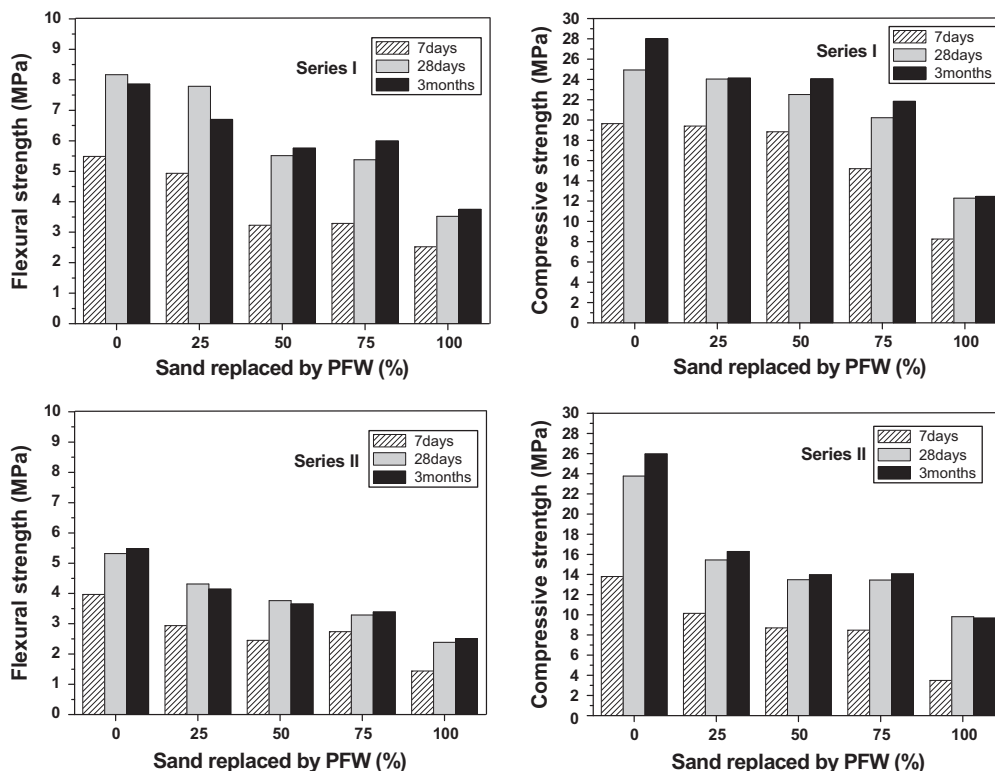 10
9
8
7
6
5
4
3
2
1
0
Flexural strength (MPa)
Series I
7days
28days
3months
0 25 50 75 100
Sand replaced by PFW (%)
30
28
26
24
22
20
18
16
14
12
10
8
6
4
2
0
Compressive strength (MPa)
Series I
7days
28days
3months
0 25 50 75 100
Sand replaced by PFW (%)
10
9
8
7
6
5
4
3
2
1
0
Flexural strength (MPa)
Series II
7days
28days
3months
0 25 50 75 100
Sand replaced by PFW (%)
30
28
26
24
22
20
18
16
14
12
10
8
6
4
2
0
Compressive strentgh (MPa)
Series II
7days
28days
3months
0 25 50 75 100
Sand replaced by PFW (%)